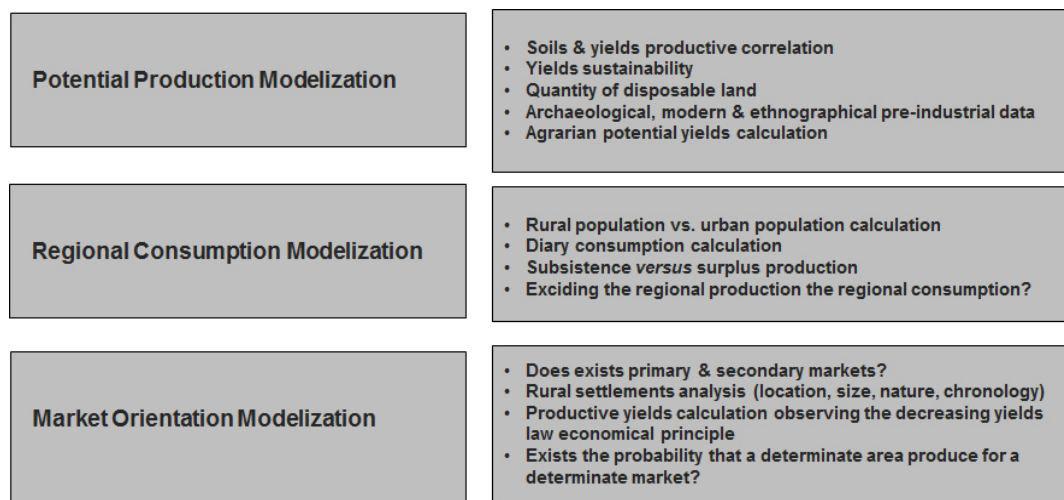 Potential Production Modelization
• Soils & yields productive correlation
• Yields sustainability
• Quantity of disposable land
• Archaeological, modern & ethnographical pre-industrial data
• Agrarian potential yields calculation
Regional Consumption Modelization
• Rural population vs. urban population calculation
• Diary consumption calculation
• Subsistence versus surplus production
• Exciding the regional production the regional consumption?
Market Orientation Modelization
• Does exists primary & secondary markets?
• Rural settlements analysis (location, size, nature, chronology)
• Productive yields calculation observing the decreasing yields
law economical principle
• Exists the probability that a determinate area produce for a
determinate market?